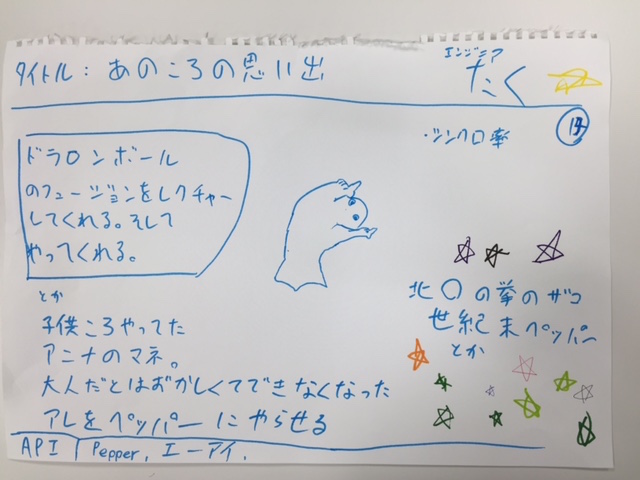 エンジニア
タイトル: あのころの思い出
たく
・シンクロ率
ドラ〇ンボール
のフュージョンをレクチャー
してくれる。そして
やってくれる。
とか
子供ころやってた
アニナのマネ。
大人だとはおかしくてできなくなった
アレをペッパーにやらせる
北〇の拳のザコ
世紀末ペッパー
とか
API / Pepper, エーアイ.